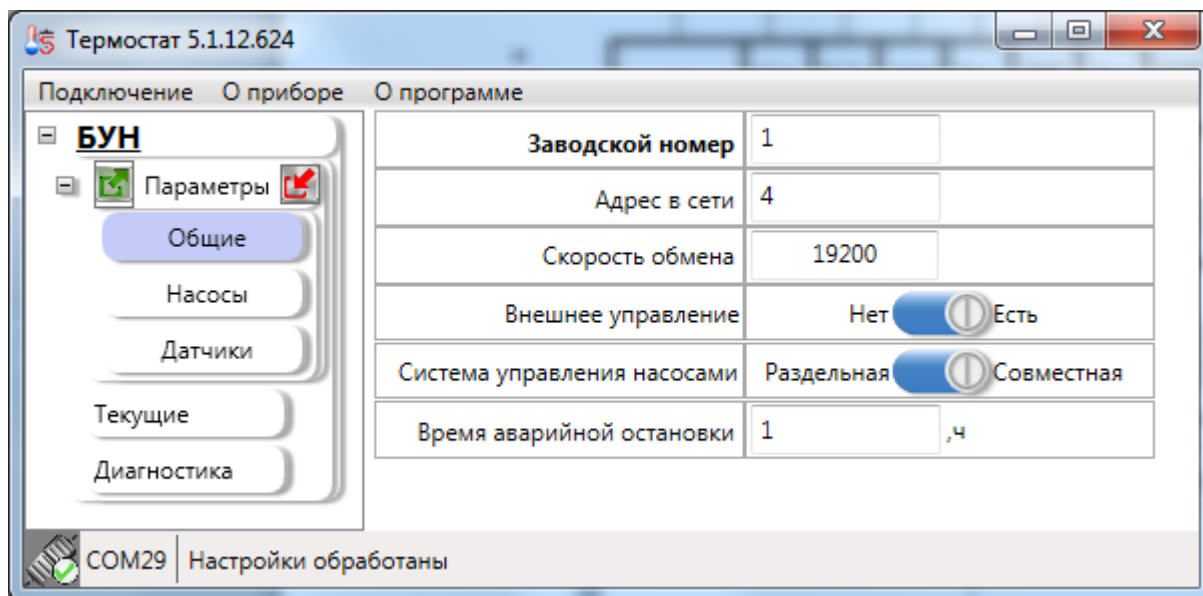 Термостат 5.1.12.624
Подключение О приборе О программе
БУН
Параметры
Общие
Насосы
Датчики
Текущие
Диагностика
Заводской номер 1
Адрес в сети 4
Скорость обмена 19200
Внешнее управление Нет Есть
Система управления насосами Раздельная Совместная
Время аварийной остановки 1 ,ч
COM29 Настройки обработаны